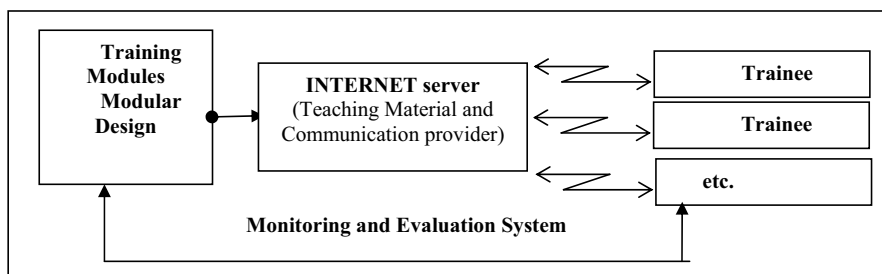 Training
Modules
Modular
Design
INTERNET server
(Teaching Material and
Communication provider)
Trainee
Trainee
etc.
Monitoring and Evaluation System